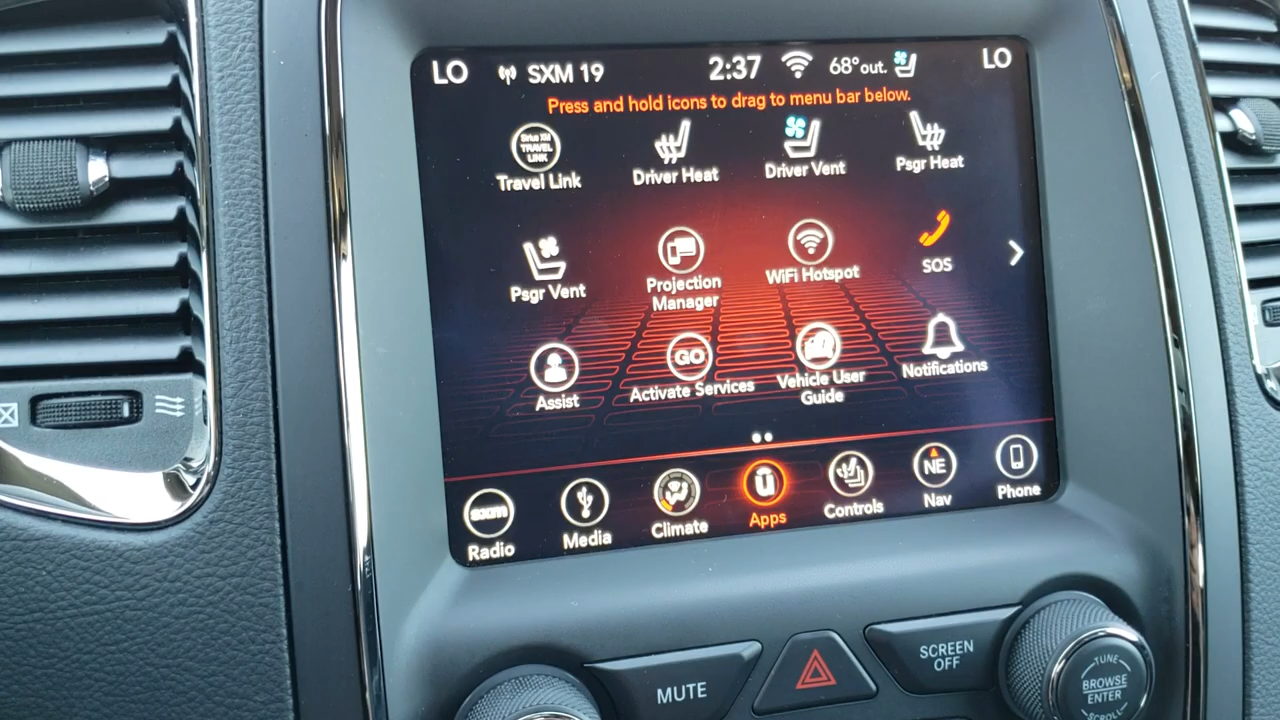 LO SXM 19 2:37 68° out. LO
Press and hold icons to drag to menu bar below.
Sirius XM
TRAVEL
LINK
Travel Link Driver Heat Driver Vent Psgr Heat
Psgr Vent Projection Manager WiFi Hotspot SOS
GO
Assist Activate Services Vehicle User Guide Notifications
sxm NE
Radio Media Climate Apps Controls Nav Phone
MUTE
SCREEN
OFF
TUNE
BROWSE
ENTER
SCROLL